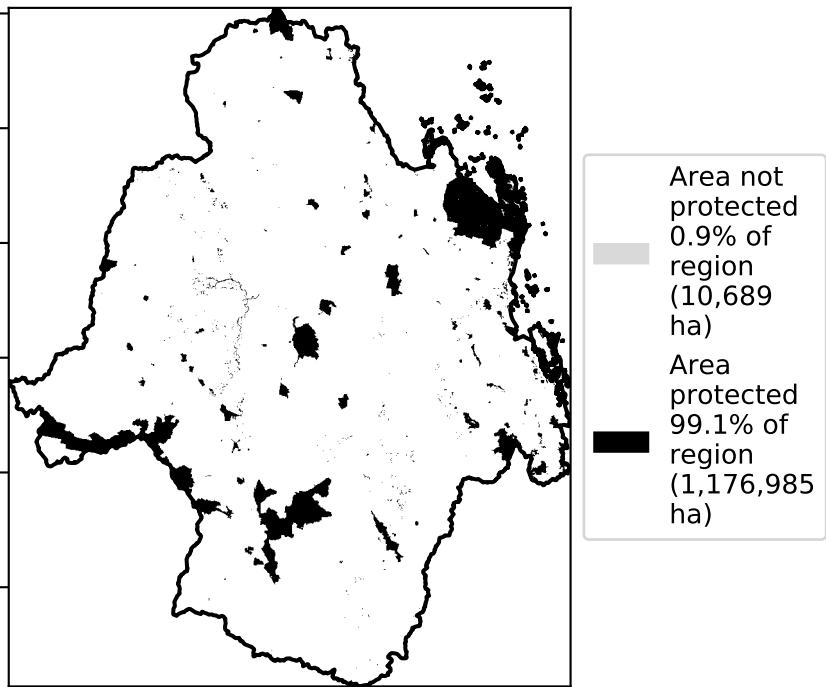 Area not
protected
0.9% of
region
(10,689
ha)
Area
protected
99.1% of
region
(1,176,985
ha)